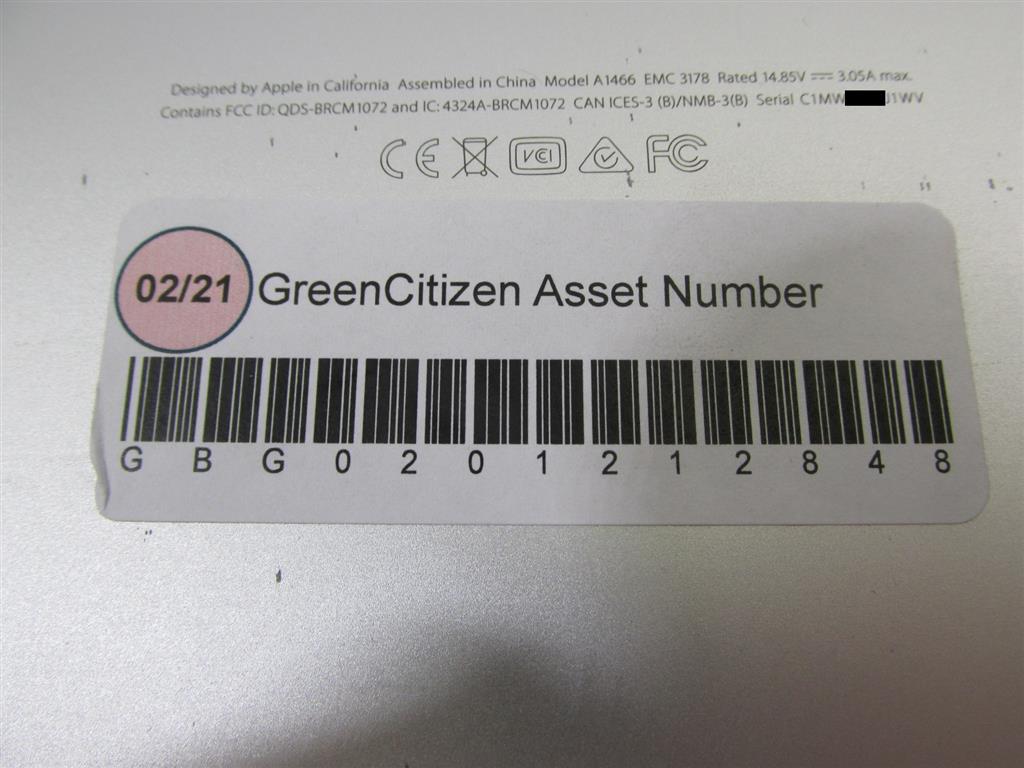 Designed by Apple in California Assembled in China Model A1466 EMC 3178 Rated 14.85V ⎓ 3.05A max.
Contains FCC ID: QDS-BRCM1072 and IC: 4324A-BRCM1072 CAN ICES-3 (B)/NMB-3(B) Serial C1MW J1WV
CE VCI FC
02/21 GreenCitizen Asset Number
G B G 0 2 0 1 2 1 2 8 4 8